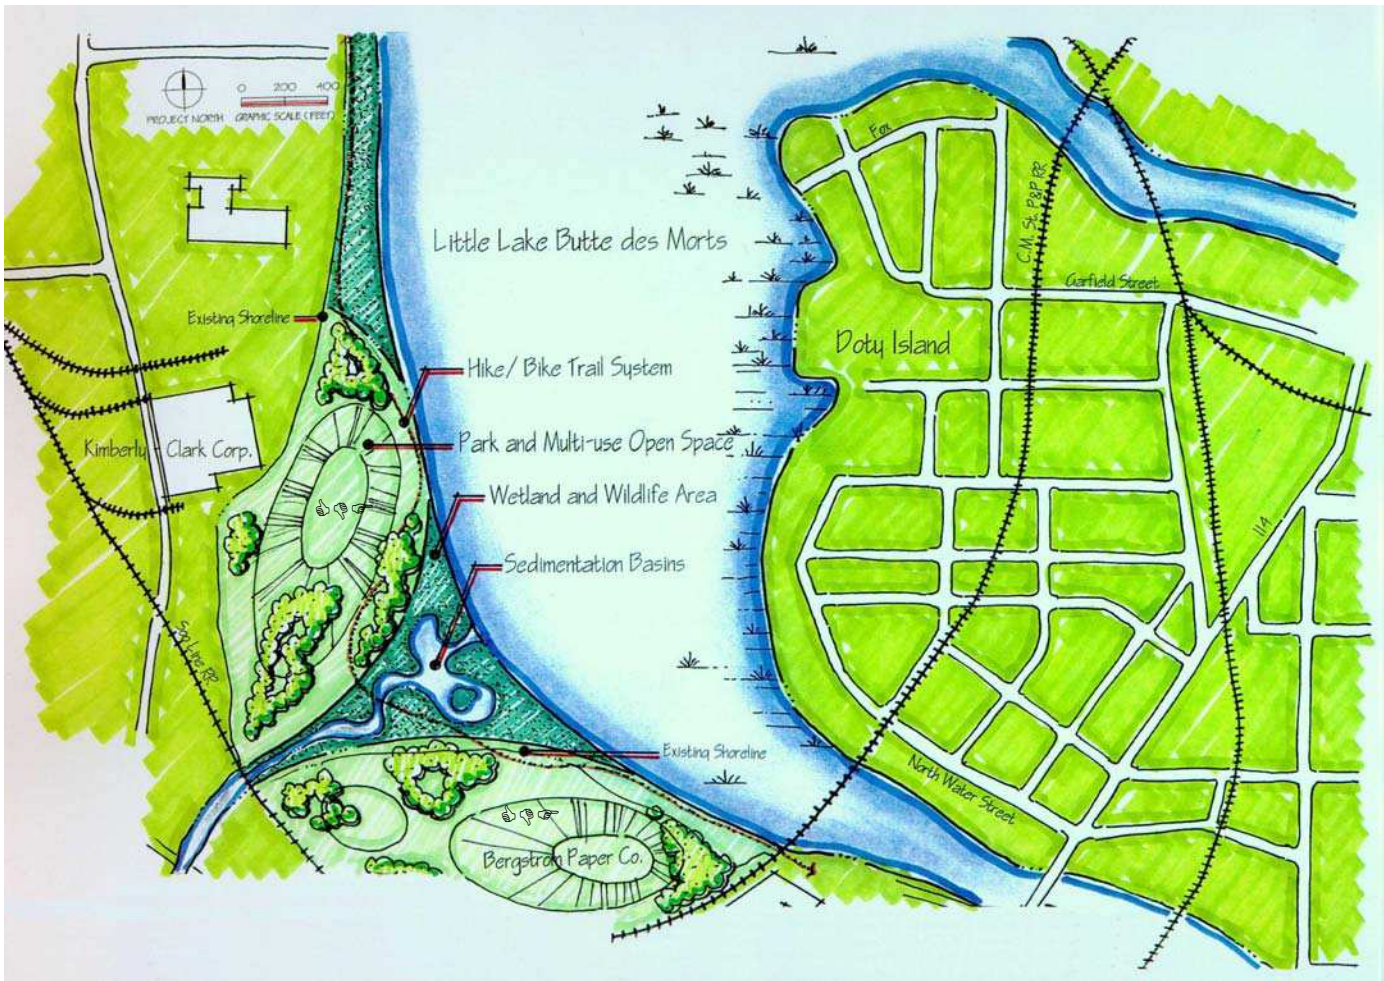 0 200 400
PROJECT NORTH GRAPHIC SCALE (FEET)
Fox
C.M. St. P&P RR
Little Lake Butte des Morts
Garfield Street
Existing Shoreline
Doty Island
Hike/ Bike Trail System
Park and Multi-use Open Space
Kimberly - Clark Corp.
Wetland and Wildlife Area
👍👎👉
114
Sedimentation Basins
Soo Line RR
Existing Shoreline
North Water Street
👍👎👉
Bergstrom Paper Co.